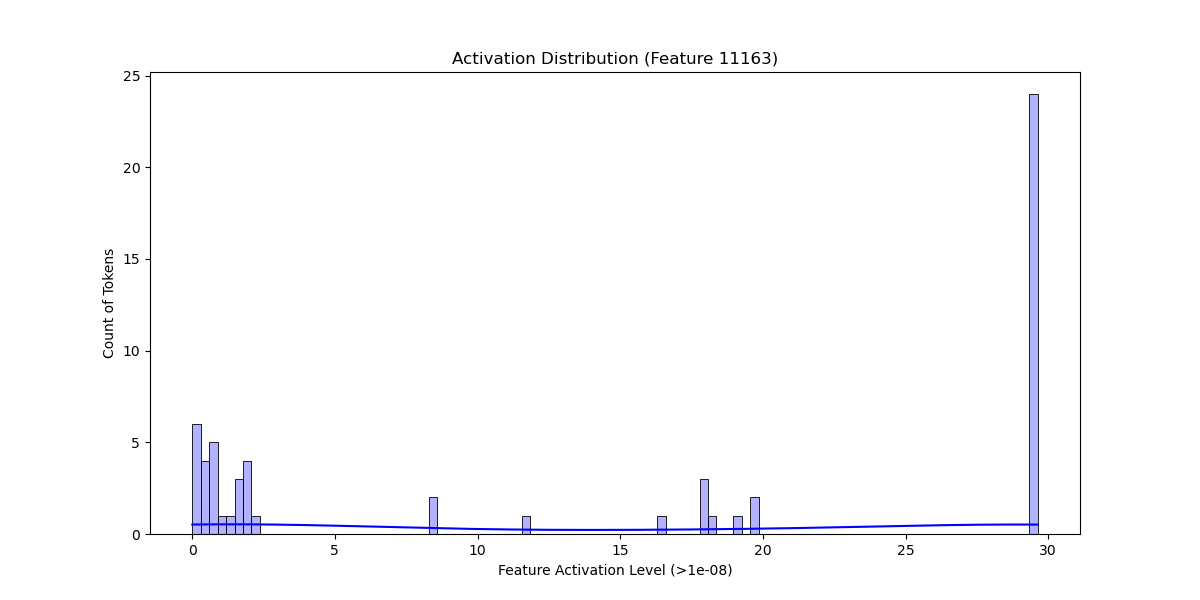 Activation Distribution (Feature 11163)
25
20
15
10
5
0
Count of Tokens
0 5 10 15 20 25 30
Feature Activation Level (>1e-08)